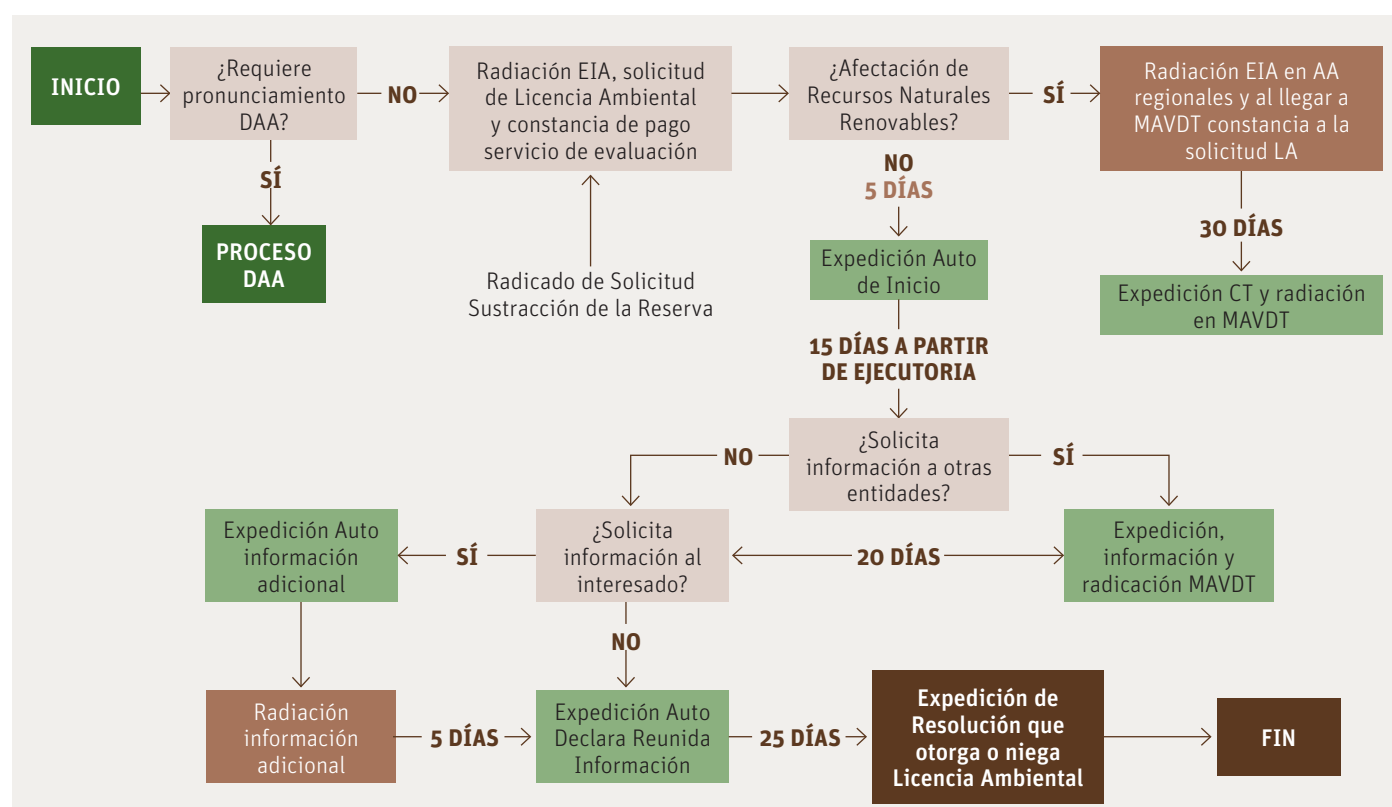 INICIO
¿Requiere
pronunciamiento
DAA?
NO
Radiación EIA, solicitud
de Licencia Ambiental
y constancia de pago
servicio de evaluación
¿Afectación de
Recursos Naturales
Renovables?
SÍ
Radiación EIA en AA
regionales y al llegar a
MAVDT constancia a la
solicitud LA
SÍ
PROCESO
DAA
Radicado de Solicitud
Sustracción de la Reserva
NO
5 DÍAS
Expedición Auto
de Inicio
30 DÍAS
Expedición CT y radiación
en MAVDT
15 DÍAS A PARTIR
DE EJECUTORIA
¿Solicita
información a otras
entidades?
NO
SÍ
Expedición Auto
información
adicional
SÍ
¿Solicita
información al
interesado?
20 DÍAS
Expedición,
información y
radicación MAVDT
NO
Radiación
información
adicional
5 DÍAS
Expedición Auto
Declara Reunida
Información
25 DÍAS
Expedición de
Resolución que
otorga o niega
Licencia Ambiental
FIN